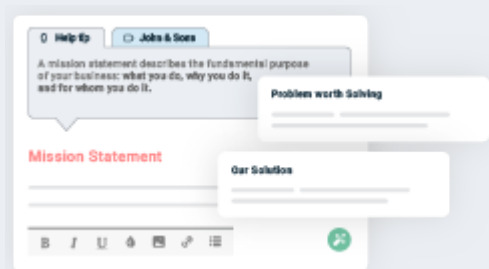 Help tip
John & Sons
A mission statement describes the fundamental purpose
of your business: what you do, why you do it,
and for whom you do it.
Problem worth Solving
Mission Statement
Our Solution
B I U